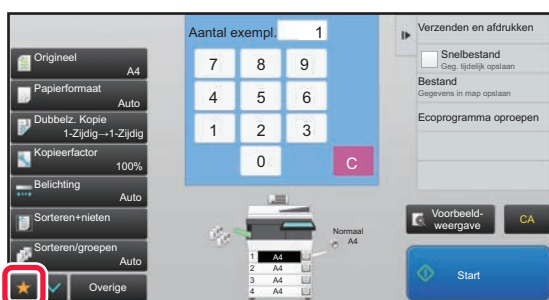 Origineel
A4
Papierformaat
Auto
Dubbelz. Kopie
1-Zijdig→1-Zijdig
Kopieerfactor
100%
Belichting
Auto
Sorteren+nieten
Sorteren/groepen
Auto
Overige
Aantal exempl. 1
7 8 9
4 5 6
1 2 3
0 C
Normaal
A4
1 A4
2 A4
3 A4
4 A4
Verzenden en afdrukken
Snelbestand
Geg. tijdelijk opslaan
Bestand
Gegevens in map opslaan
Ecoprogramma oproepen
Voorbeeld-
weergave
CA
Start